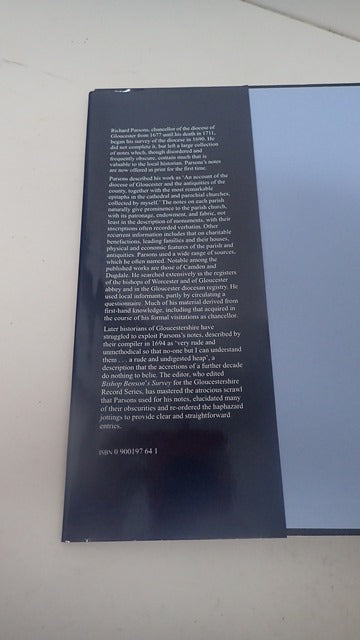 Richard Parsons, chancellor of the diocese of
Gloucester from 1677 until his death in 1711,
began his survey of the diocese in 1690. He
did not complete it, but left a large collection
of notes which, though disordered and
frequently obscure, contain much that is
valuable to the local historian. Parsons's notes
are now offered in print for the first time.
Parsons described his work as 'An account of the
diocese of Gloucester and the antiquities of the
county, together with the most remarkable
epitaphs in the cathedral and parochial churches,
collected by myself.' The notes on each parish
naturally give prominence to the parish church,
with its patronage, endowment, and fabric, not
least in the description of monuments, with their
inscriptions often recorded verbatim. Other
recurrent information includes that on charitable
benefactions, leading families and their houses,
physical and economic features of the parish and
antiquities. Parsons used a wide range of sources,
which he often named. Notable among the
published works are those of Camden and
Dugdale. He searched extensively in the registers
of the bishops of Worcester and of Gloucester
abbey and in the Gloucester diocesan registry. He
used local informants, partly by circulating a
questionnaire. Much of his material derived from
first-hand knowledge, including that acquired in
the course of his formal visitations as chancellor.
Later historians of Gloucestershire have
struggled to exploit Parsons's notes, described by
their compiler in 1694 as 'very rude and
unmethodical so that no-one but I can understand
them . . . a rude and undigested heap', a
description that the accretions of a further decade
do nothing to belie. The editor, who edited
Bishop Benson's Survey for the Gloucestershire
Record Series, has mastered the atrocious scrawl
that Parsons used for his notes, elucidated many
of their obscurities and re-ordered the haphazard
jottings to provide clear and straightforward
entries.
ISBN 0 900197 64 1